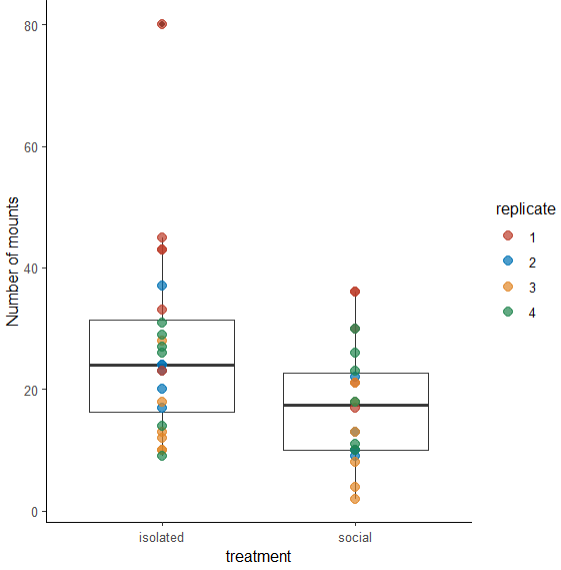 80
60
40
20
0
Number of mounts
isolated
social
treatment
replicate
1
2
3
4